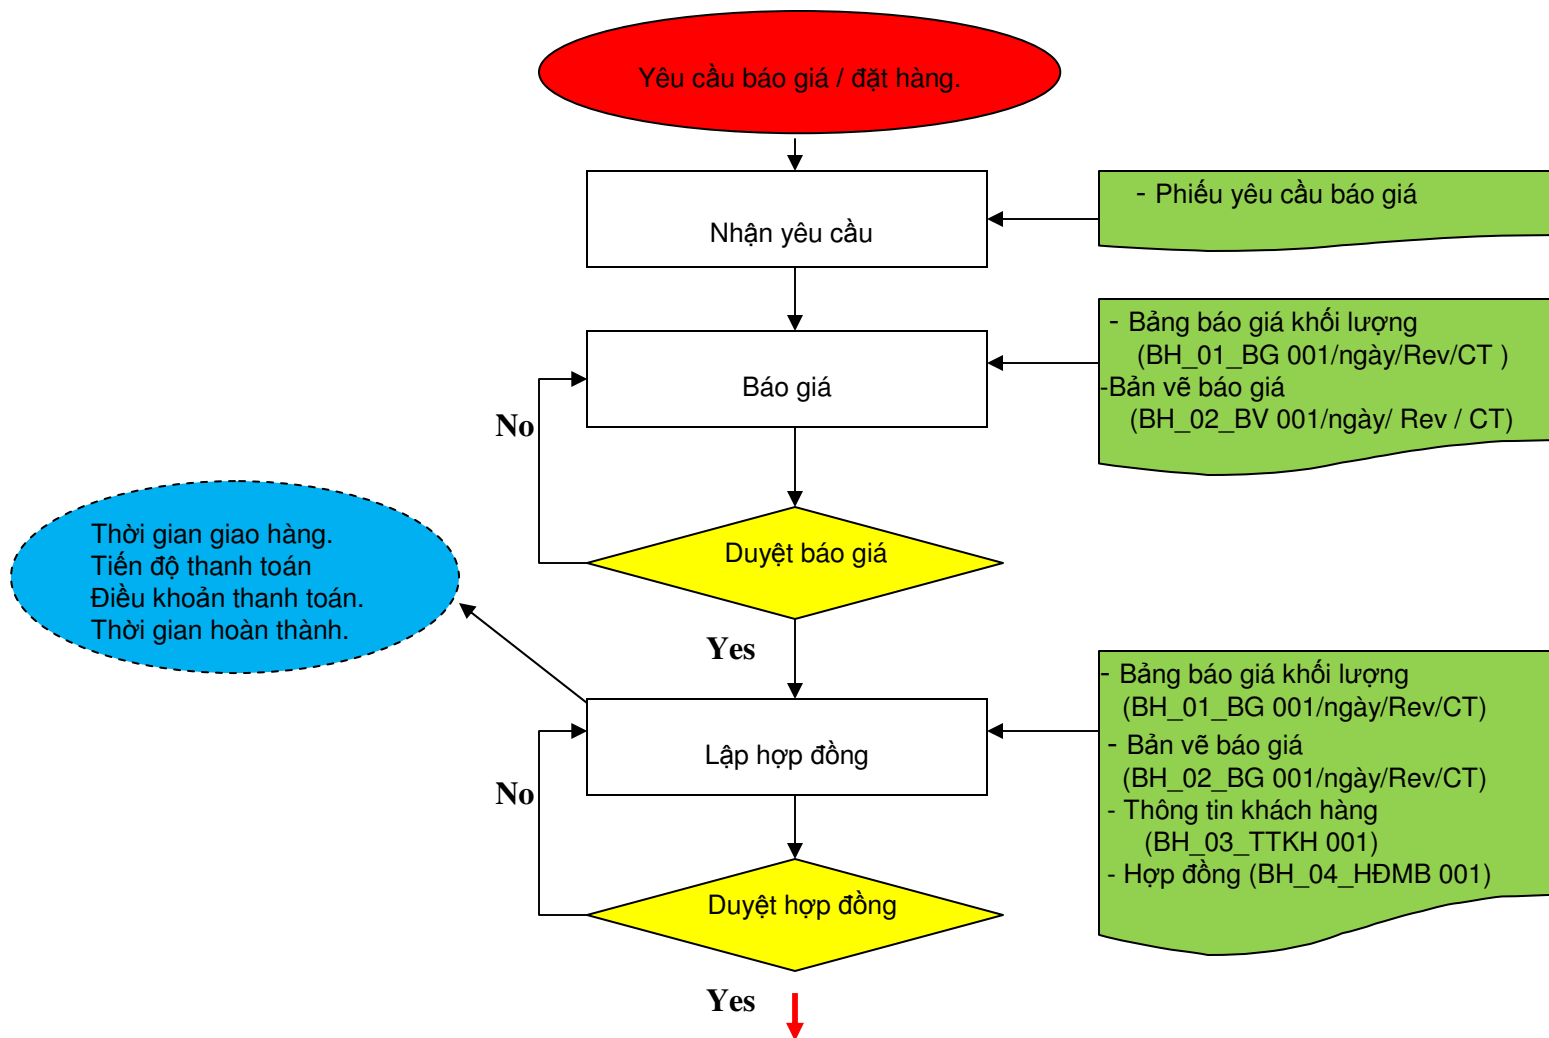 Yêu cầu báo giá / đặt hàng.
Nhận yêu cầu
- Phiếu yêu cầu báo giá
Báo giá
- Bảng báo giá khối lượng
(BH_01_BG 001/ngày/Rev/CT )
-Bản vẽ báo giá
(BH_02_BV 001/ngày/ Rev / CT)
No
Duyệt báo giá
Thời gian giao hàng.
Tiến độ thanh toán
Điều khoản thanh toán.
Thời gian hoàn thành.
Yes
Lập hợp đồng
- Bảng báo giá khối lượng
(BH_01_BG 001/ngày/Rev/CT)
- Bản vẽ báo giá
(BH_02_BG 001/ngày/Rev/CT)
- Thông tin khách hàng
(BH_03_TTKH 001)
- Hợp đồng (BH_04_HĐMB 001)
No
Duyệt hợp đồng
Yes